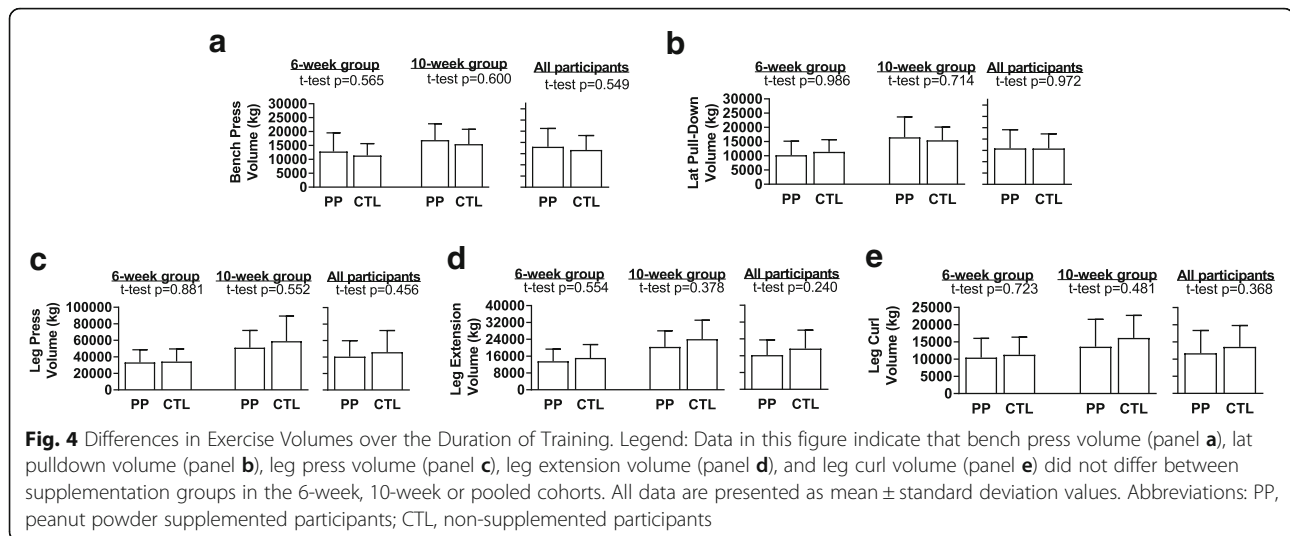 a
6-week group 10-week group All participants
t-test p=0.565 t-test p=0.600 t-test p=0.549
Bench Press
Volume (kg)
30000
25000
20000
15000
10000
5000
0
PP CTL PP CTL PP CTL
b
6-week group 10-week group All participants
t-test p=0.986 t-test p=0.714 t-test p=0.972
Lat Pull-Down
Volume (kg)
30000
25000
20000
15000
10000
5000
0
PP CTL PP CTL PP CTL
c
6-week group 10-week group All participants
t-test p=0.881 t-test p=0.552 t-test p=0.456
Leg Press
Volume (kg)
100000
80000
60000
40000
20000
0
PP CTL PP CTL PP CTL
d
6-week group 10-week group All participants
t-test p=0.554 t-test p=0.378 t-test p=0.240
Leg Extension
Volume (kg)
40000
32000
24000
16000
8000
0
PP CTL PP CTL PP CTL
e
6-week group 10-week group All participants
t-test p=0.723 t-test p=0.481 t-test p=0.368
Leg Curl
Volume (kg)
25000
20000
15000
10000
5000
0
PP CTL PP CTL PP CTL
Fig. 4 Differences in Exercise Volumes over the Duration of Training. Legend: Data in this figure indicate that bench press volume (panel a), lat
pulldown volume (panel b), leg press volume (panel c), leg extension volume (panel d), and leg curl volume (panel e) did not differ between
supplementation groups in the 6-week, 10-week or pooled cohorts. All data are presented as mean ± standard deviation values. Abbreviations: PP,
peanut powder supplemented participants; CTL, non-supplemented participants